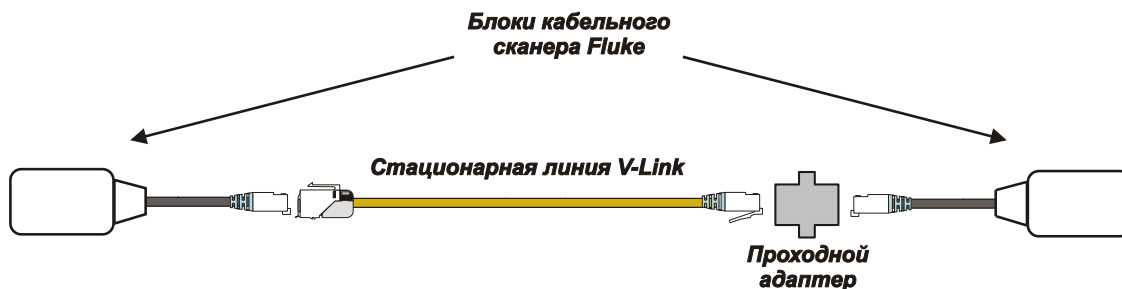 Блоки кабельного
сканера Fluke
Стационарная линия V-Link
Проходной
адаптер